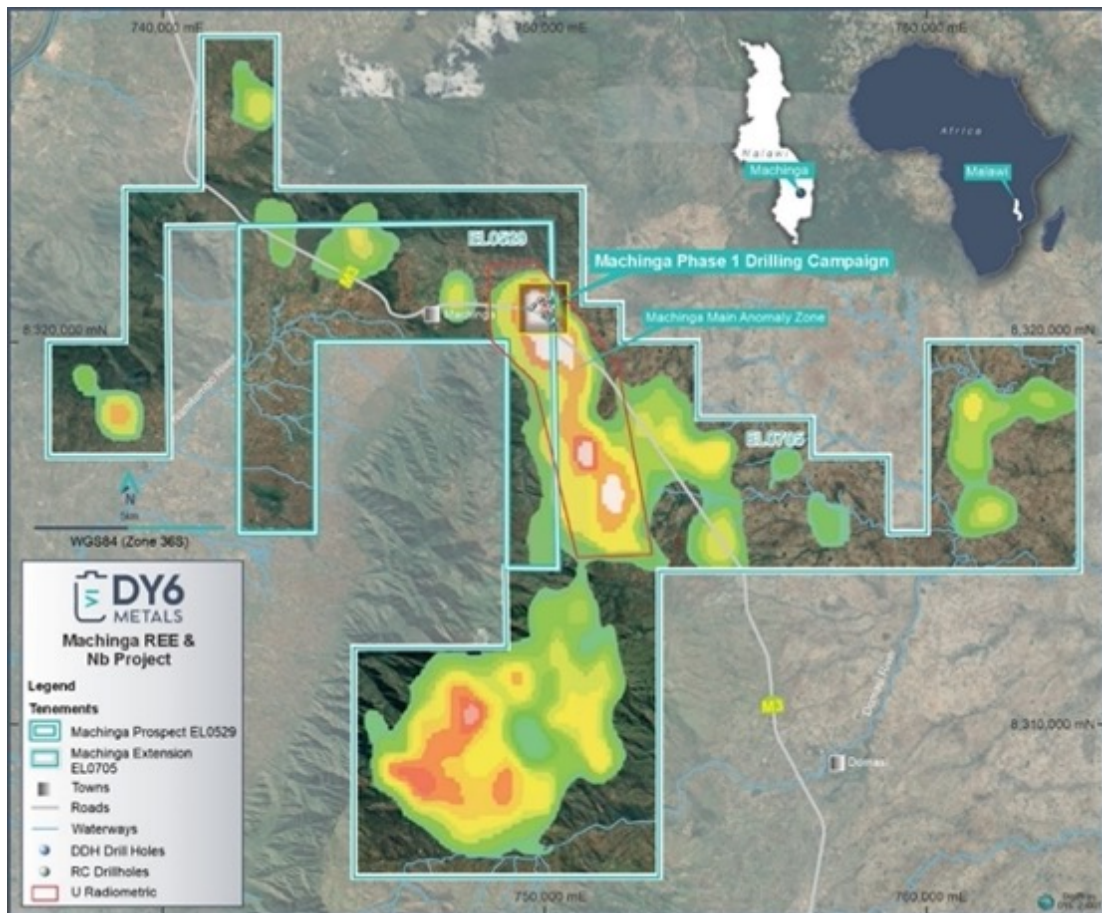 740,000 mE
750,000 mE
760,000 mE
Africa
Malawi
Machinga
Malawi
EL0529
Machinga Phase 1 Drilling Campaign
M3
Machinga
8,320,000 mN
Machinga Main Anomaly Zone
8,320,000 mN
EL0705
N
5km
WGS84 (Zone 36S)
DY6
METALS
Machinga REE &
Nb Project
Legend
Tenements
Machinga Prospect EL0529
Machinga Extension
EL0705
Towns
Roads
Waterways
DDH Drill Holes
RC Drillholes
U Radiometric
M3
8,310,000 mN
Domasi
750,000 mE
760,000 mE